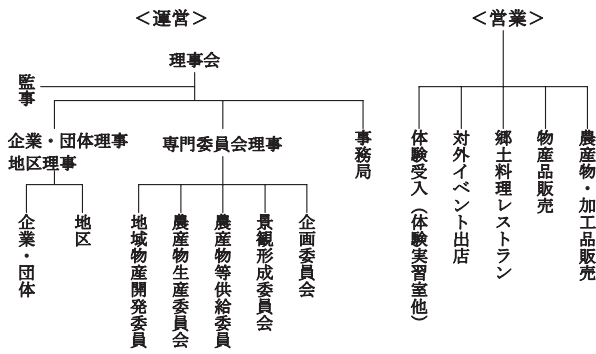 ＜運営＞
理事会
監事
企業・団体理事
地区理事
専門委員会理事
事務局
企業・団体
地区
地域物産開発委員
農産物生産委員会
農産物等供給委員
景観形成委員会
企画委員会
＜営業＞
体験受入（体験実習室他）
対外イベント出店
郷土料理レストラン
物産品販売
農産物・加工品販売